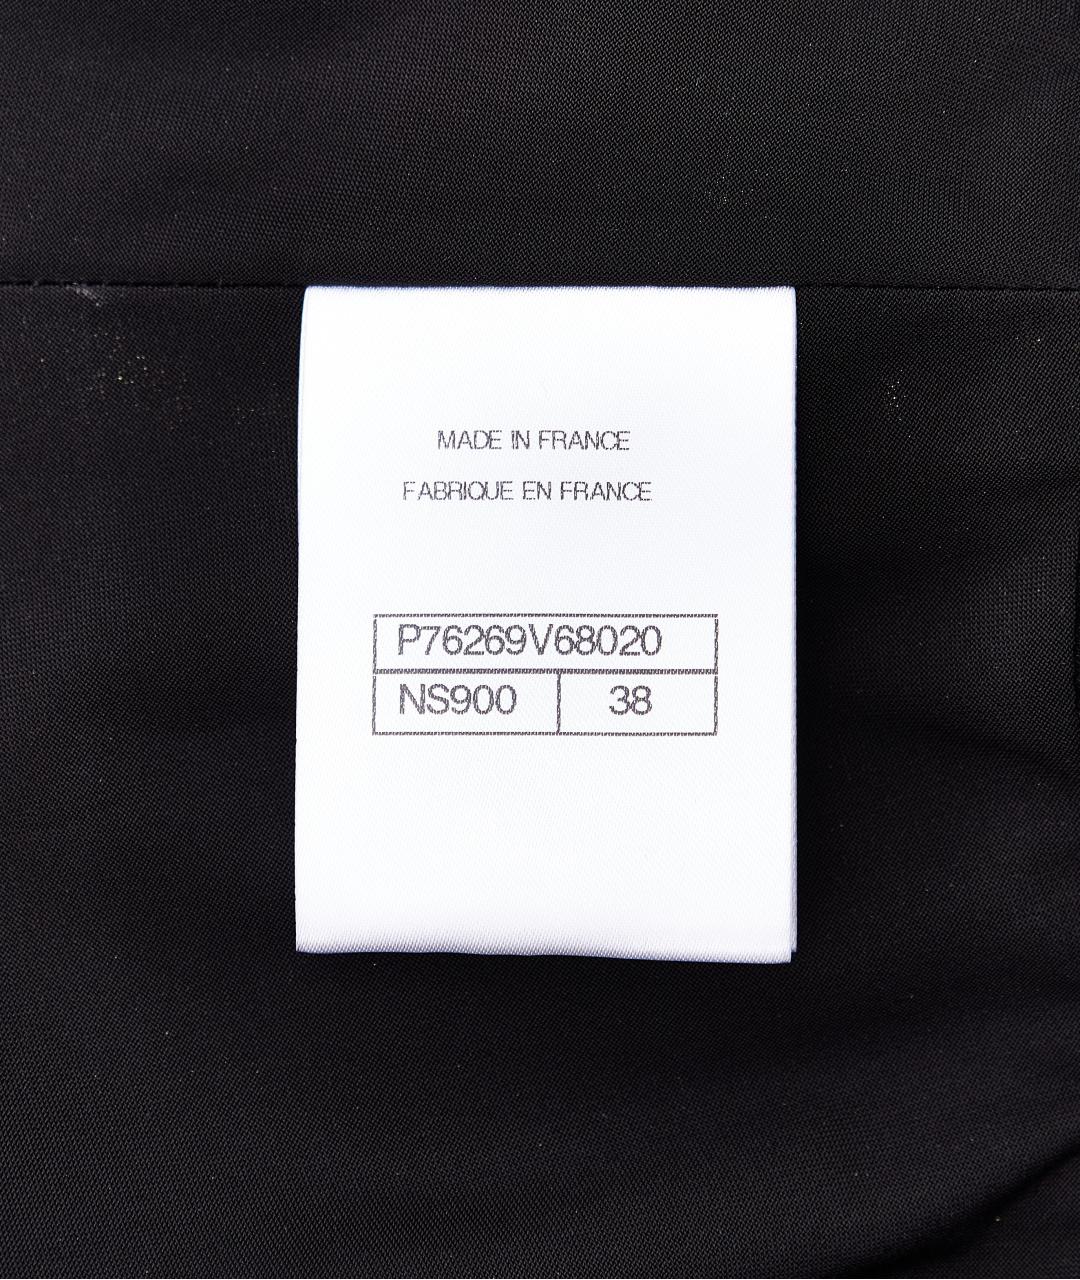 MADE IN FRANCE
FABRIQUE EN FRANCE
P76269V68020
NS900 38